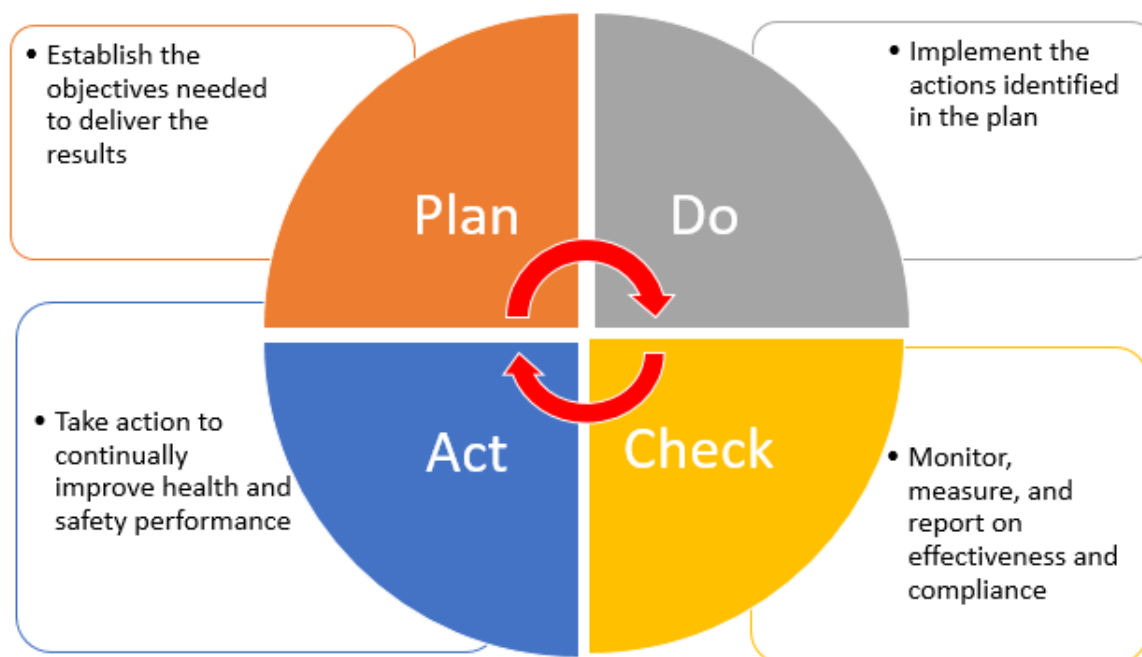 • Establish the
objectives needed
to deliver the
results
Plan
Do
• Implement the
actions identified
in the plan
• Take action to
continually
improve health and
safety performance
Act
Check
• Monitor,
measure, and
report on
effectiveness and
compliance